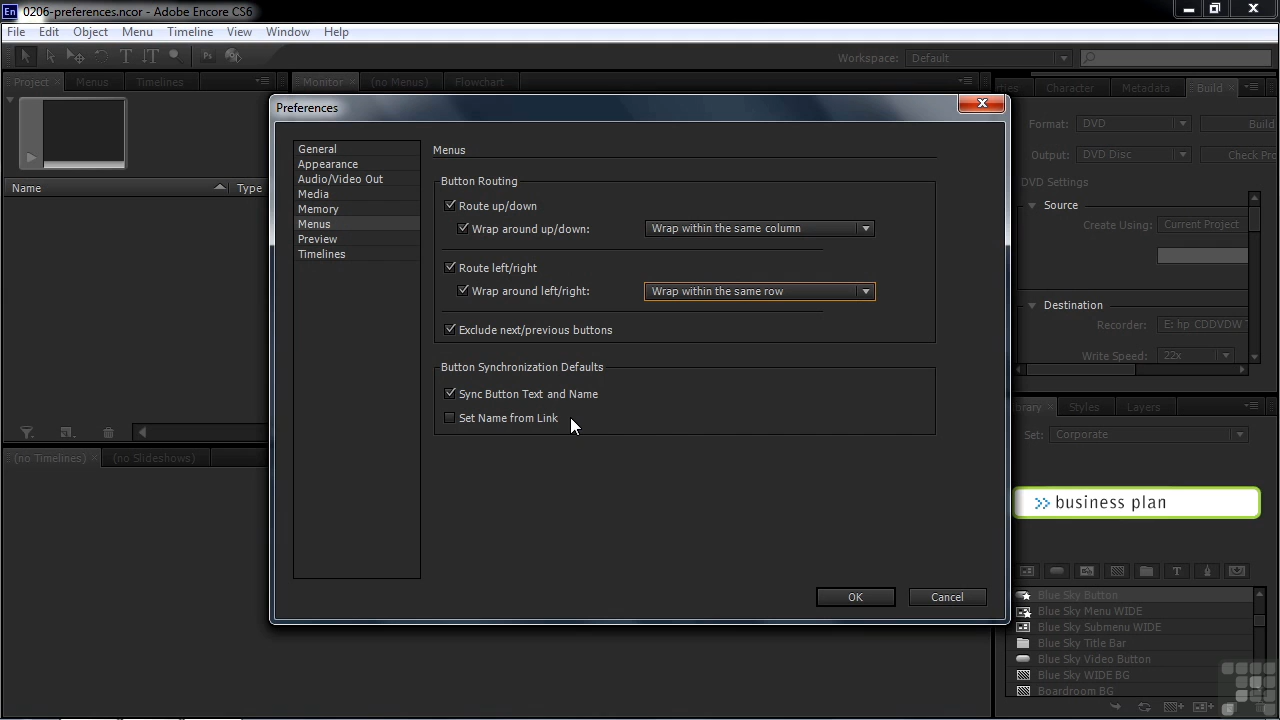 En 0206-preferences.ncor - Adobe Encore CS6
File Edit Object Menu Timeline View Window Help
Workspace: Default
Project Menus Timelines
Monitor (no Menus) Flowchart
Character Metadata Build
Name Type
Format: DVD Build
Output: DVD Disc Check Pro
DVD Settings
Source
Create Using: Current Project
Destination
Recorder: E: hp CDDVDW
Write Speed: 22x
Preferences
General
Appearance
Audio/Video Out
Media
Memory
Menus
Preview
Timelines
Menus
Button Routing
Route up/down
Wrap around up/down: Wrap within the same column
Route left/right
Wrap around left/right: Wrap within the same row
Exclude next/previous buttons
Button Synchronization Defaults
Sync Button Text and Name
Set Name from Link
OK Cancel
(no Timelines) (no Slideshows)
Styles Layers
Set: Corporate
>> business plan
Blue Sky Button
Blue Sky Menu WIDE
Blue Sky Submenu WIDE
Blue Sky Title Bar
Blue Sky Video Button
Blue Sky WIDE BG
Boardroom BG